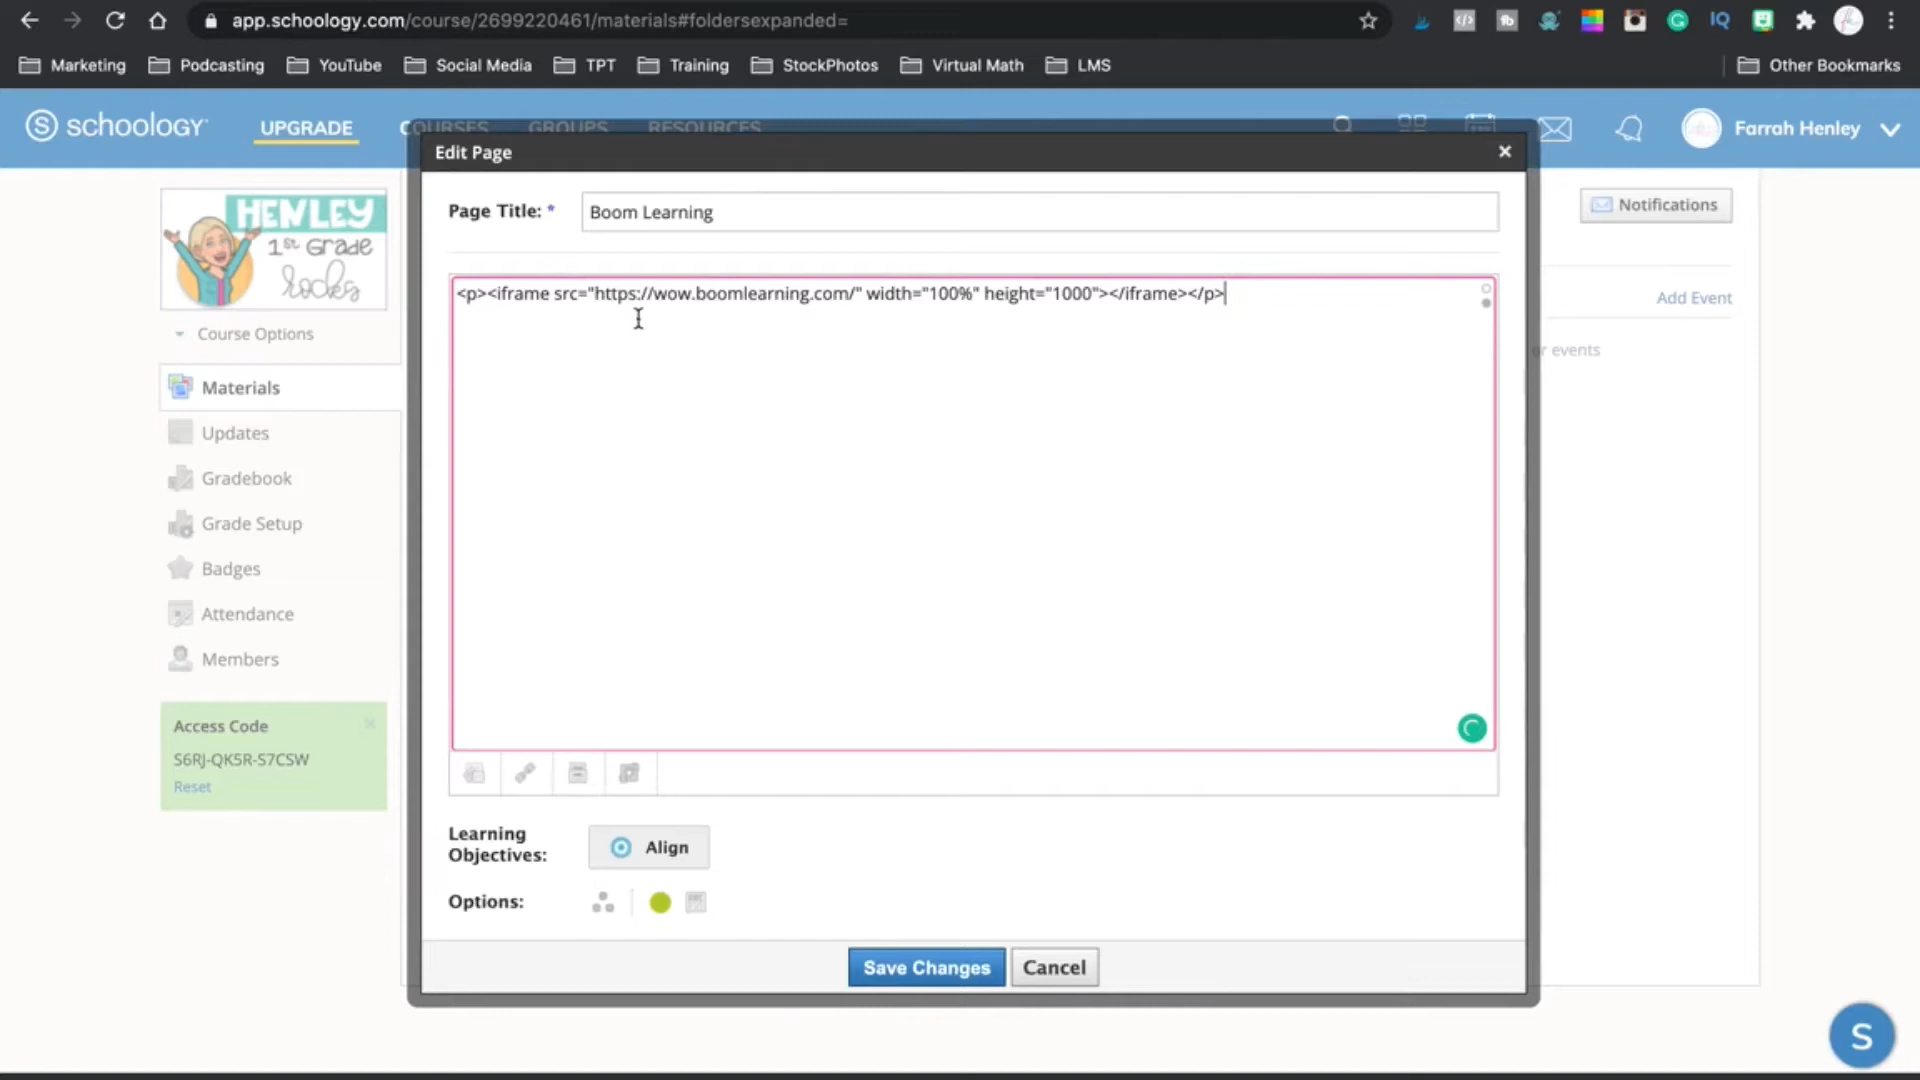 app.schoology.com/course/2699220461/materials#foldersexpanded=
Marketing Podcasting YouTube Social Media TPT Training StockPhotos Virtual Math LMS Other Bookmarks
schoology UPGRADE COURSES GROUPS RESOURCES Farrah Henley
Edit Page
Page Title: * Boom Learning
Notifications
HENLEY
1st Grade
rocks
<p><iframe src="https://wow.boomlearning.com/" width="100%" height="1000"></iframe></p>
Add Event
Course Options
or events
Materials
Updates
Gradebook
Grade Setup
Badges
Attendance
Members
Access Code
S6RJ-QK5R-S7CSW
Reset
Learning
Objectives:
Align
Options:
Save Changes Cancel